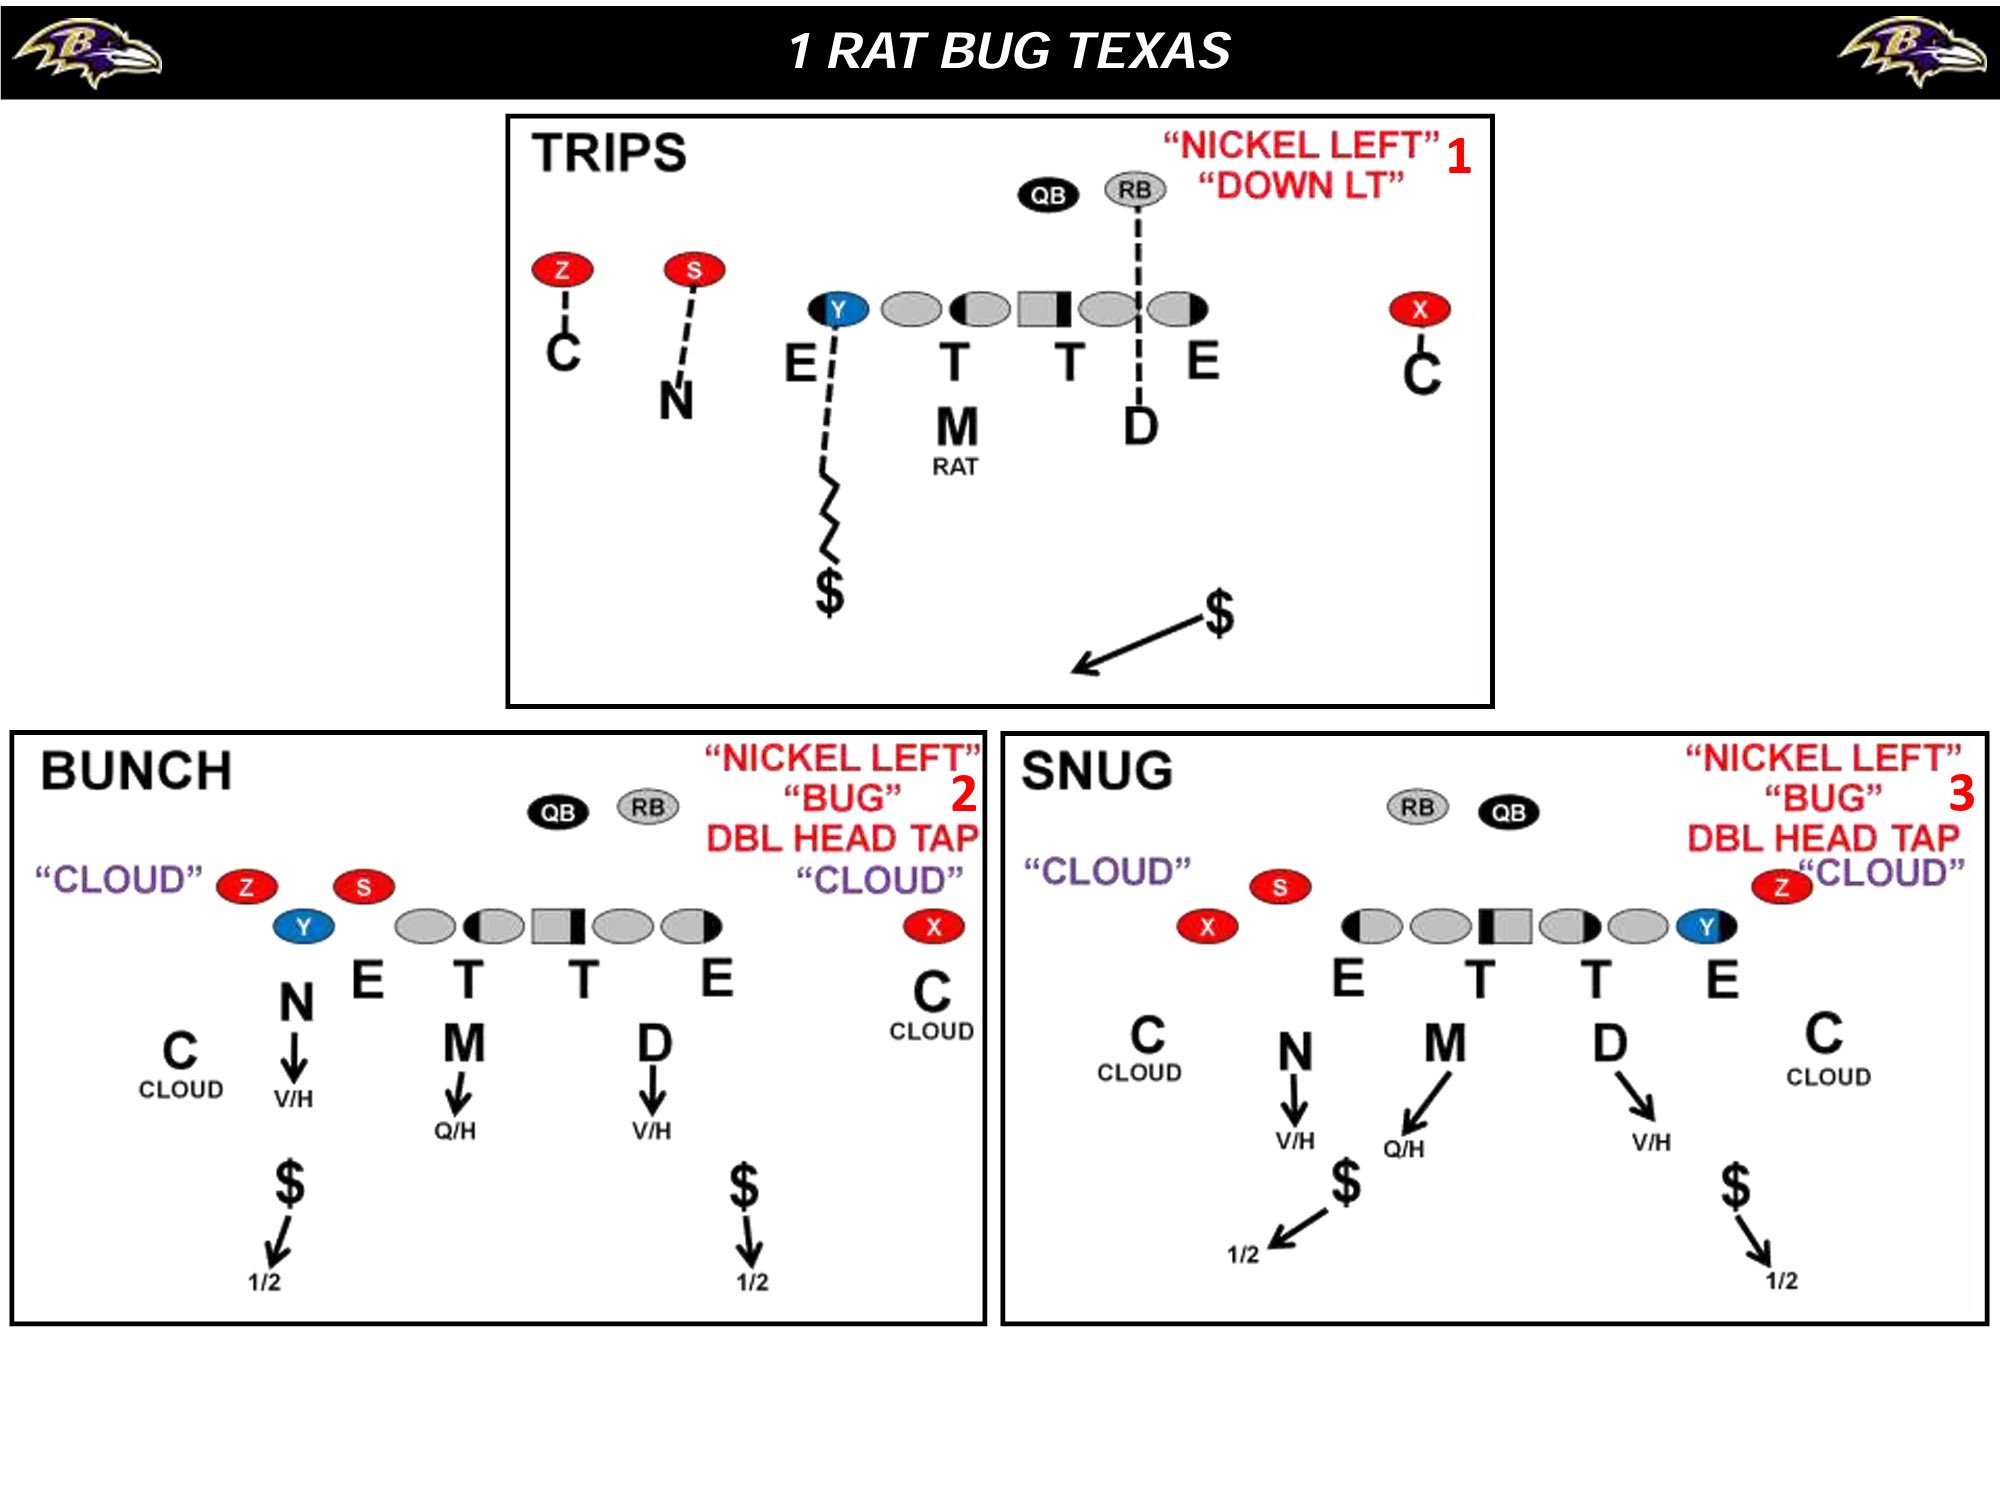 1 RAT BUG TEXAS
TRIPS
“NICKEL LEFT” 1
“DOWN LT”
QB RB
Z S
Y X
E T T E
C C
N M D
RAT
$ $
BUNCH
“NICKEL LEFT”
“BUG” 2
DBL HEAD TAP
QB RB
“CLOUD” “CLOUD”
Z S
Y X
E T T E
N C
CLOUD
C M D
CLOUD V/H
Q/H V/H
$ $
1/2 1/2
SNUG
“NICKEL LEFT”
“BUG” 3
DBL HEAD TAP
RB QB
“CLOUD” “CLOUD”
S Z
X Y
E T T E
C N M D C
CLOUD CLOUD
V/H Q/H V/H
$ $
1/2 1/2